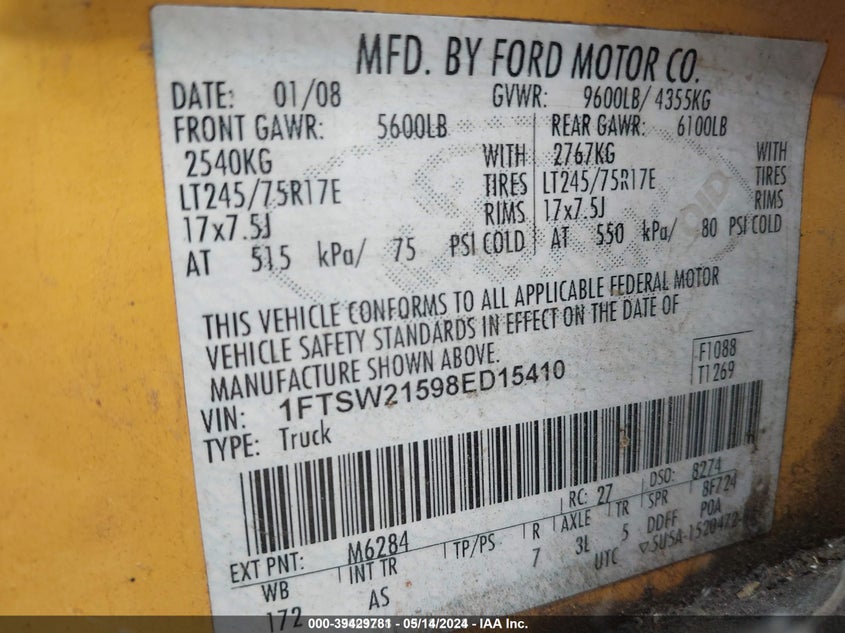 MFD. BY FORD MOTOR CO.
DATE: 01/08 GVWR: 9600LB/ 4355KG
FRONT GAWR: 5600LB REAR GAWR: 6100LB
2540KG WITH 2767KG WITH
LT245/75R17E TIRES LT245/75R17E TIRES
17x7.5J RIMS 17x7.5J RIMS
AT 515 kPa/ 75 PSI COLD AT 550 kPa/ 80 PSI COLD
THIS VEHICLE CONFORMS TO ALL APPLICABLE FEDERAL MOTOR
VEHICLE SAFETY STANDARDS IN EFFECT ON THE DATE OF
MANUFACTURE SHOWN ABOVE.
F1088
VIN: 1FTSW21598ED15410
T1269
TYPE: Truck
RC: 27 DSO: 8274
EXT PNT: M6284
WB INT TR TP/PS R AXLE TR SPR 8F724
172 AS 7 3L 5 DDFF POA
UTC 5USA-1520472-
000-39429781 - 05/14/2024 - IAA Inc.